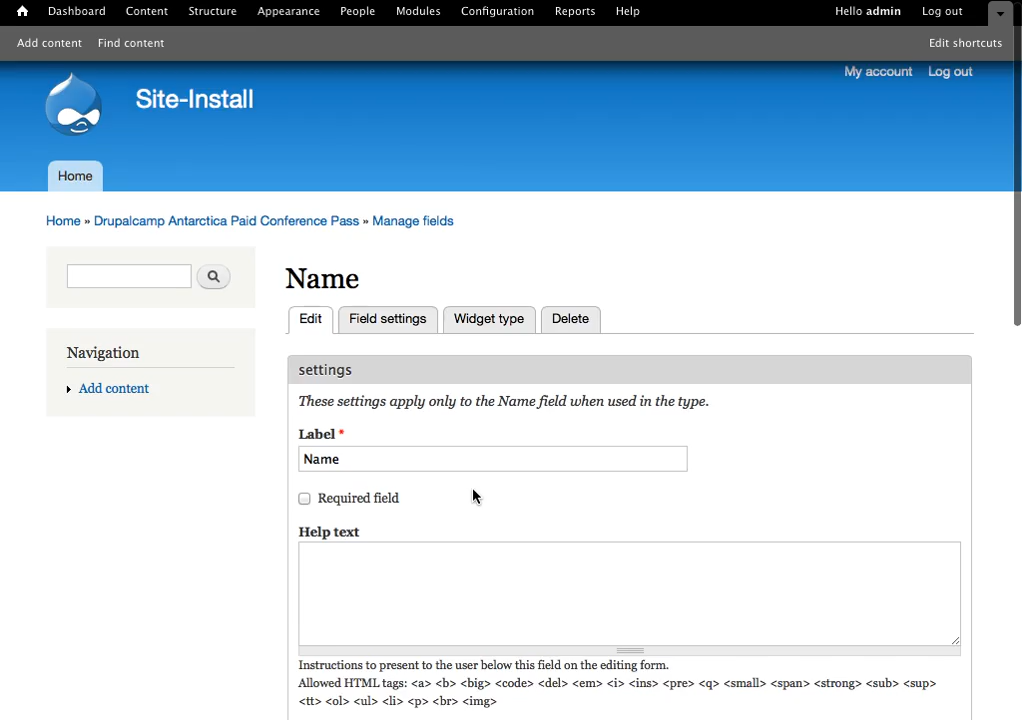 Dashboard Content Structure Appearance People Modules Configuration Reports Help Hello admin Log out
Add content Find content Edit shortcuts
My account Log out
Site-Install
Home
Home » Drupalcamp Antarctica Paid Conference Pass » Manage fields
Name
Edit Field settings Widget type Delete
Navigation
Add content
settings
These settings apply only to the Name field when used in the type.
Label *
Name
Required field
Help text
Instructions to present to the user below this field on the editing form.
Allowed HTML tags: <a> <b> <big> <code> <del> <em> <i> <ins> <pre> <q> <small> <span> <strong> <sub> <sup>
<tt> <ol> <ul> <li> <p> <br> <img>